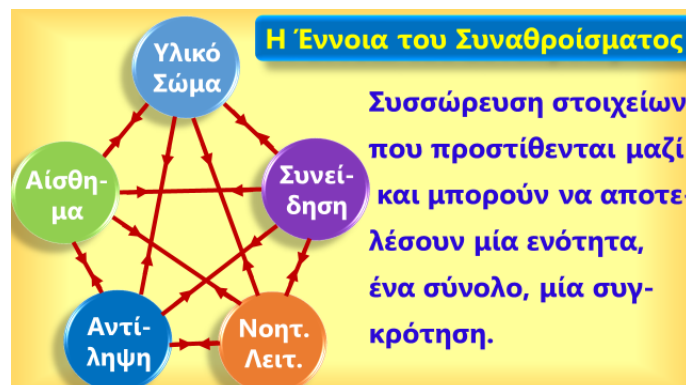 Η Έννοια του Συναθροίσματος
Υλικό
Σώμα
Συνεί-
δηση
Νοητ.
Λειτ.
Αντί-
ληψη
Αίσθη-
μα
Συσσώρευση στοιχείων
που προστίθενται μαζί
και μπορούν να αποτε-
λέσουν μία ενότητα,
ένα σύνολο, μία συγ-
κρότηση.